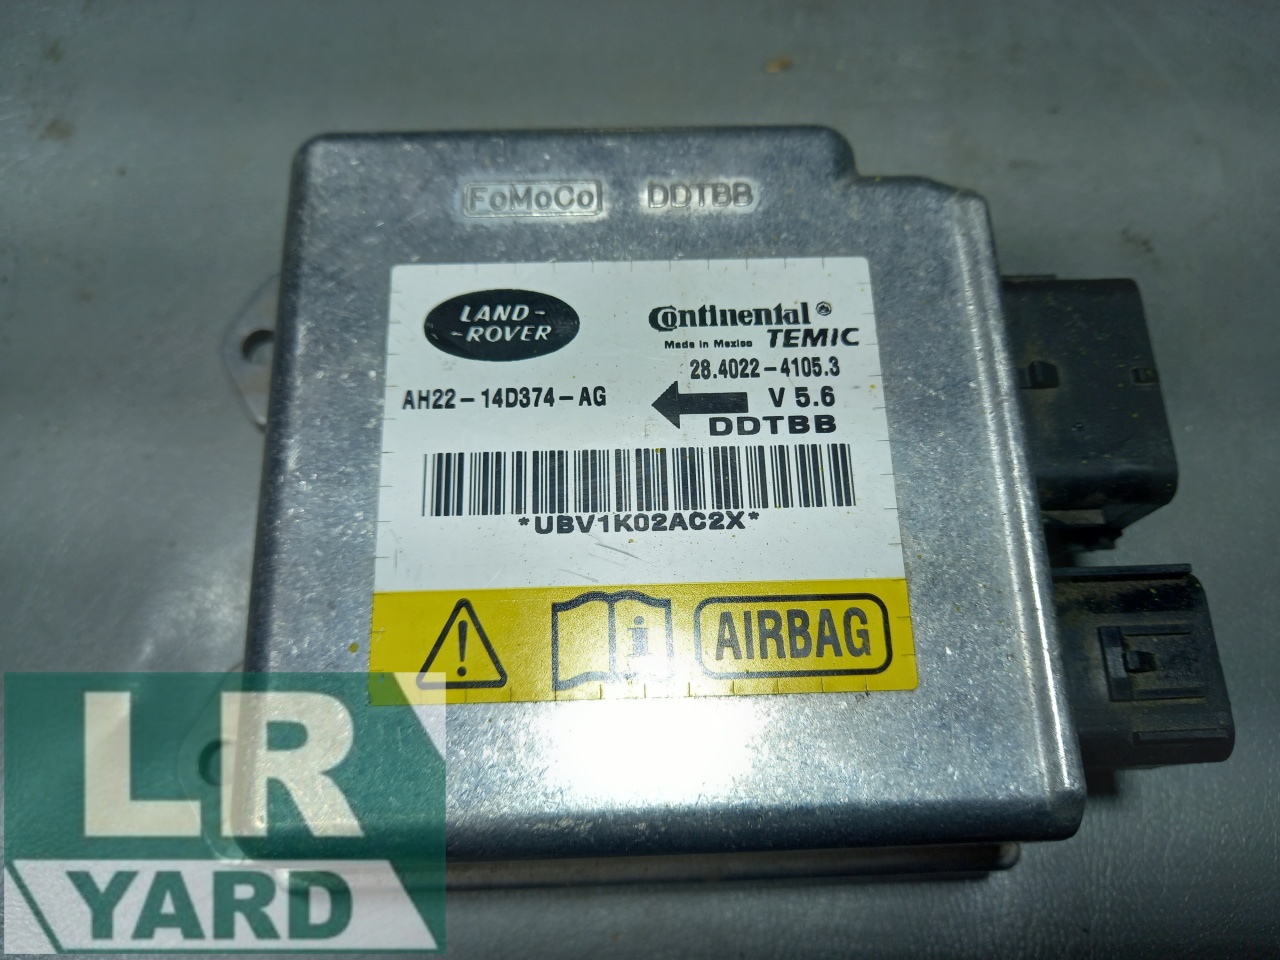 FoMoCo DDTBB
LAND-
-ROVER
Continental
Made in Mexico TEMIC
28.4022-4105.3
AH22-14D374-AG
V 5.6
DDTBB
*UBV1K02AC2X*
i
AIRBAG
LR
YARD